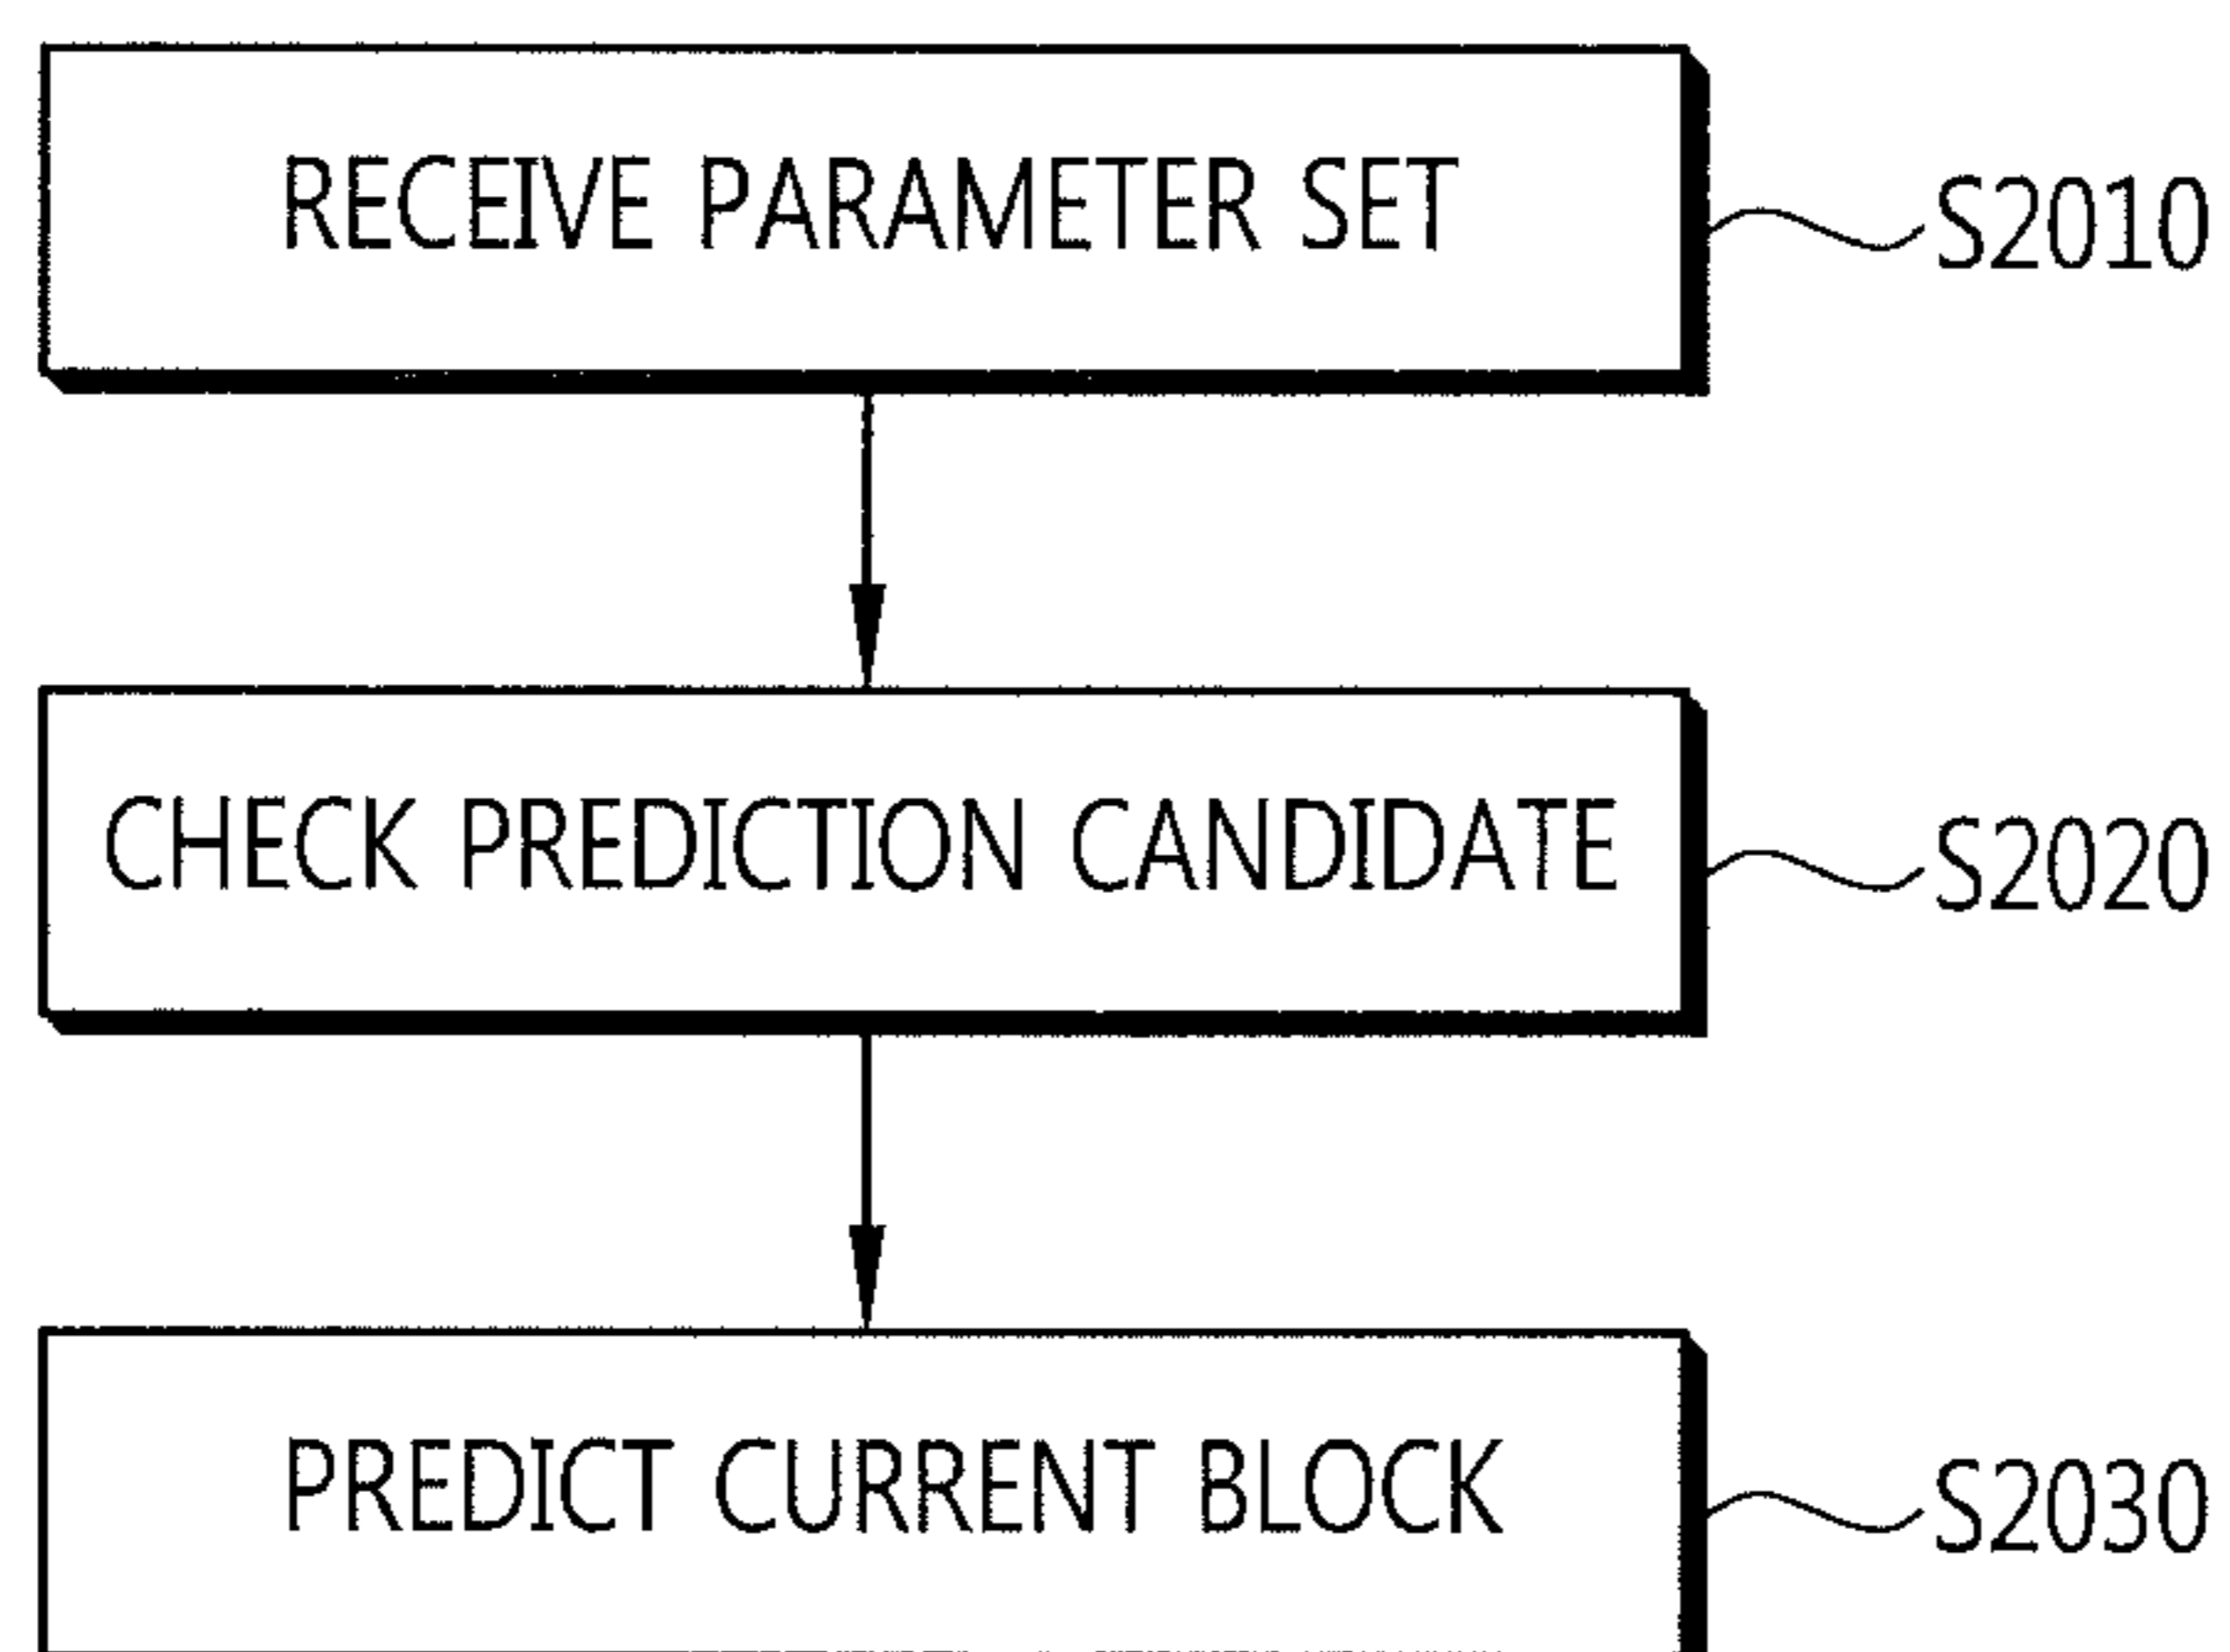 RECEIVE PARAMETER SET
S2010
CHECK PREDICTION CANDIDATE
S2020
PREDICT CURRENT BLOCK
S2030